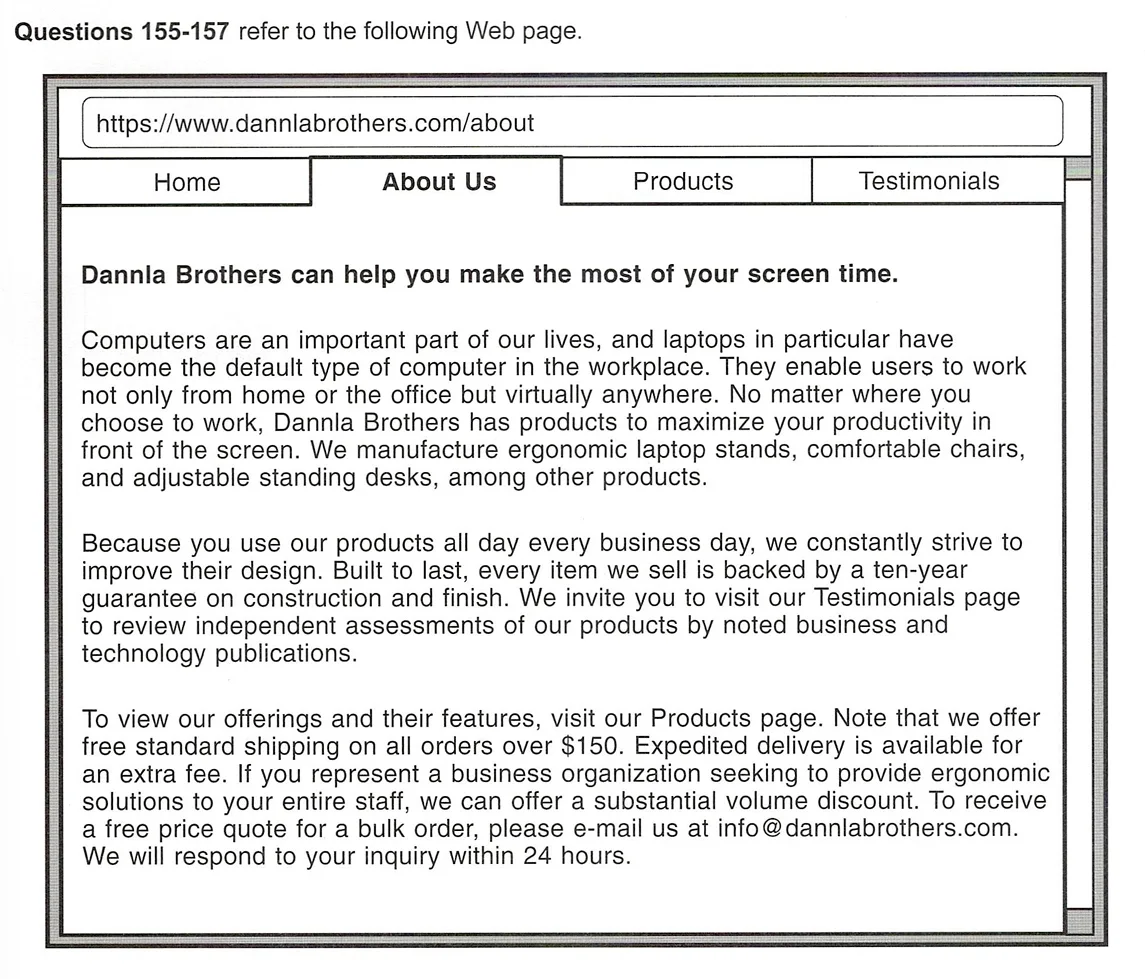 Questions 155-157 refer to the following Web page.
https://www.dannlabrothers.com/about
Home About Us Products Testimonials
Dannla Brothers can help you make the most of your screen time.
Computers are an important part of our lives, and laptops in particular have
become the default type of computer in the workplace. They enable users to work
not only from home or the office but virtually anywhere. No matter where you
choose to work, Dannla Brothers has products to maximize your productivity in
front of the screen. We manufacture ergonomic laptop stands, comfortable chairs,
and adjustable standing desks, among other products.
Because you use our products all day every business day, we constantly strive to
improve their design. Built to last, every item we sell is backed by a ten-year
guarantee on construction and finish. We invite you to visit our Testimonials page
to review independent assessments of our products by noted business and
technology publications.
To view our offerings and their features, visit our Products page. Note that we offer
free standard shipping on all orders over $150. Expedited delivery is available for
an extra fee. If you represent a business organization seeking to provide ergonomic
solutions to your entire staff, we can offer a substantial volume discount. To receive
a free price quote for a bulk order, please e-mail us at info@dannlabrothers.com.
We will respond to your inquiry within 24 hours.